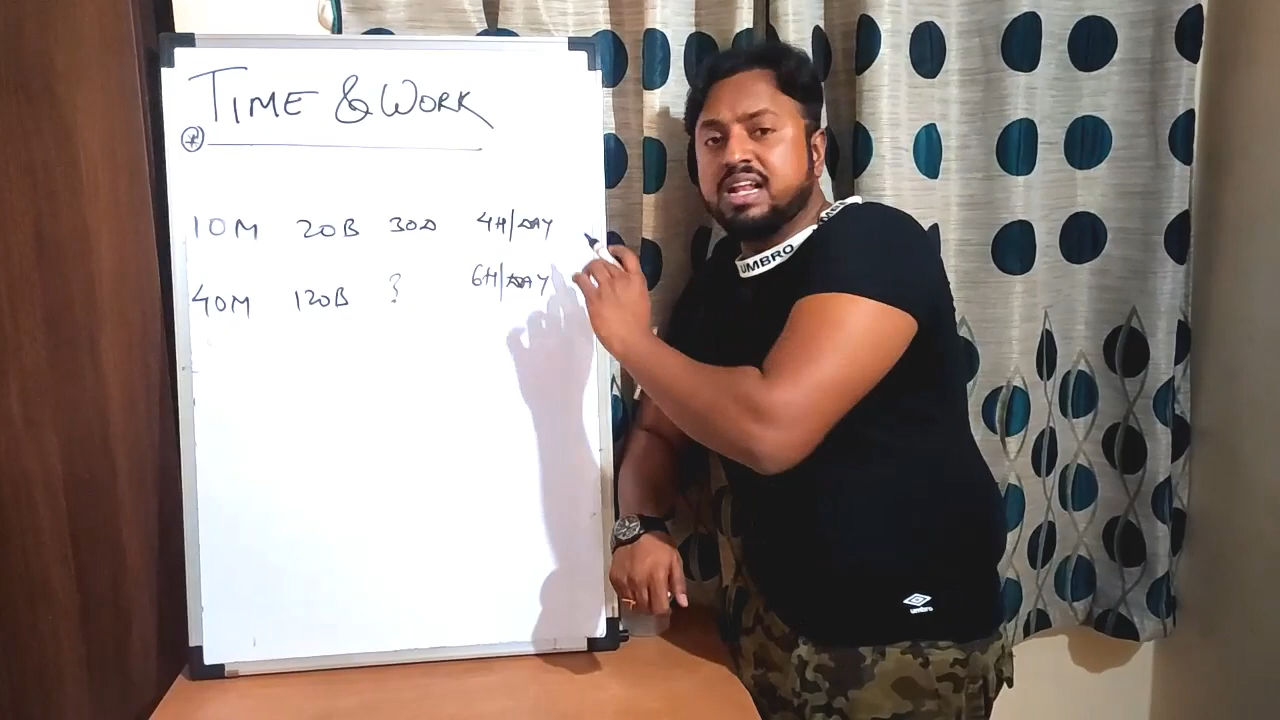 TIME & WORK
10M 20B 30D 4H/DAY
40M 120B ? 6H/DAY
UMBRO
umbro